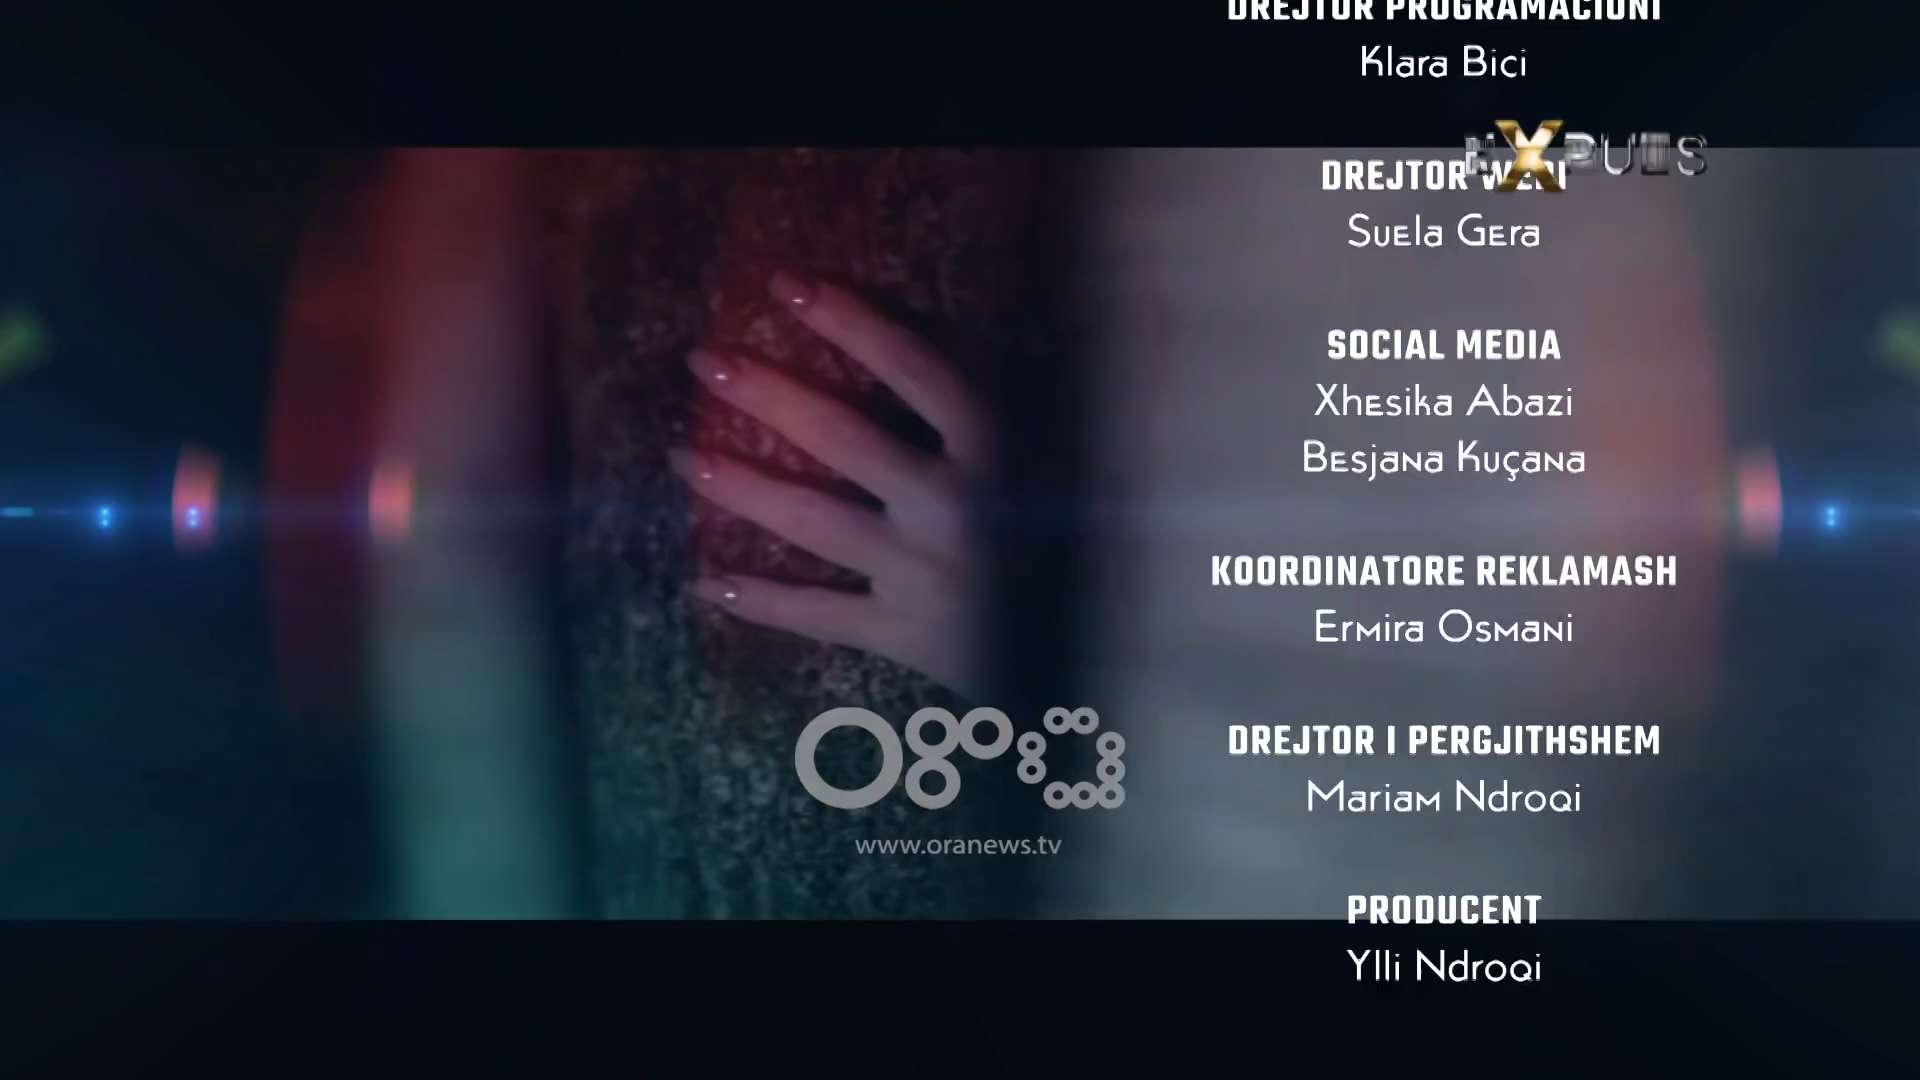 DREJTOR PROGRAMACIONI
Klara Bici
DREJTOR
Suela Gera
SOCIAL MEDIA
Xhesika Abazi
Besjana Kuçana
KOORDINATORE REKLAMASH
Ermira Osmani
DREJTOR I PERGJITHSHEM
Mariam Ndroqi
PRODUCENT
Ylli Ndroqi
ora
www.oranews.tv